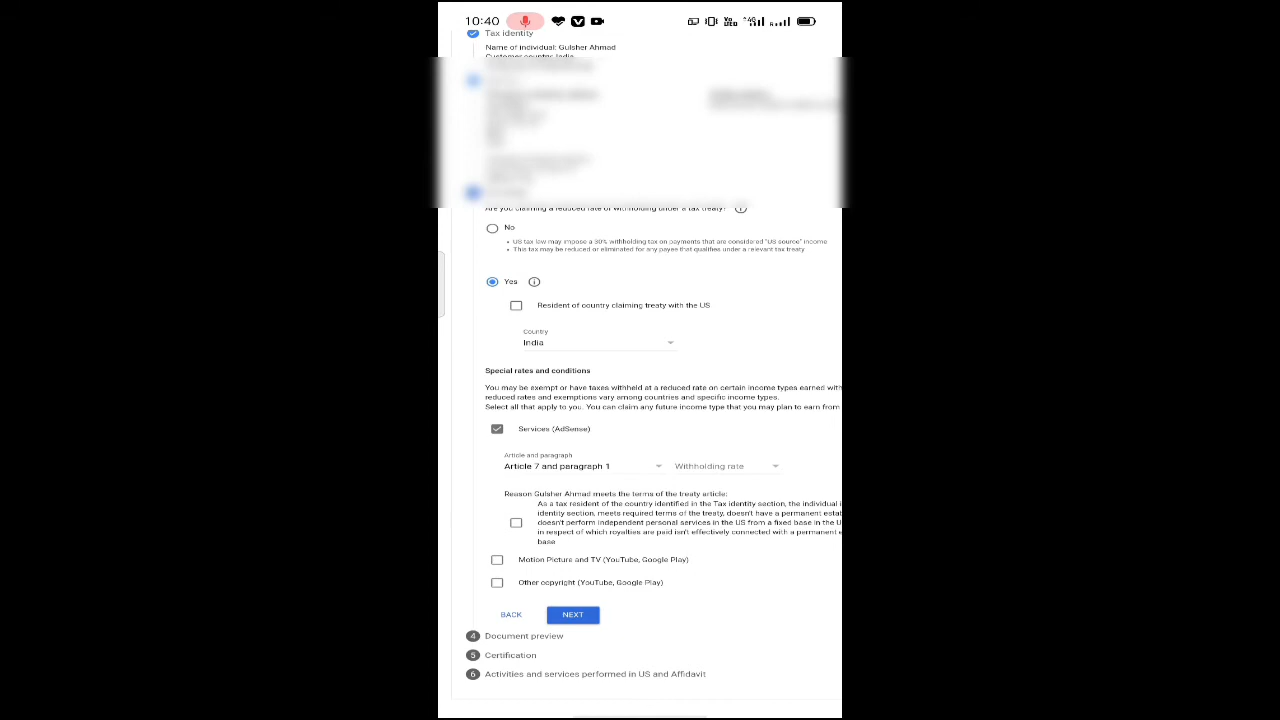 10:40
Tax identity
Name of individual: Gulsher Ahmad
Customer country: India
Are you claiming a reduced rate of withholding under a tax treaty?
No
US tax law may impose a 30% withholding tax on payments that are considered "US source" income
This tax may be reduced or eliminated for any payee that qualifies under a relevant tax treaty
Yes
Resident of country claiming treaty with the US
Country
India
Special rates and conditions
You may be exempt or have taxes withheld at a reduced rate on certain income types earned with
reduced rates and exemptions vary among countries and specific income types.
Select all that apply to you. You can claim any future income type that you may plan to earn from
Services (AdSense)
Article and paragraph
Article 7 and paragraph 1 Withholding rate
Reason Gulsher Ahmad meets the terms of the treaty article:
As a tax resident of the country identified in the Tax identity section, the individual
identity section, meets required terms of the treaty, doesn't have a permanent
doesn't perform independent personal services in the US from a fixed base in the U
in respect of which royalties are paid isn't effectively connected with a permanent
base
Motion Picture and TV (YouTube, Google Play)
Other copyright (YouTube, Google Play)
BACK NEXT
4 Document preview
5 Certification
6 Activities and services performed in US and Affidavit